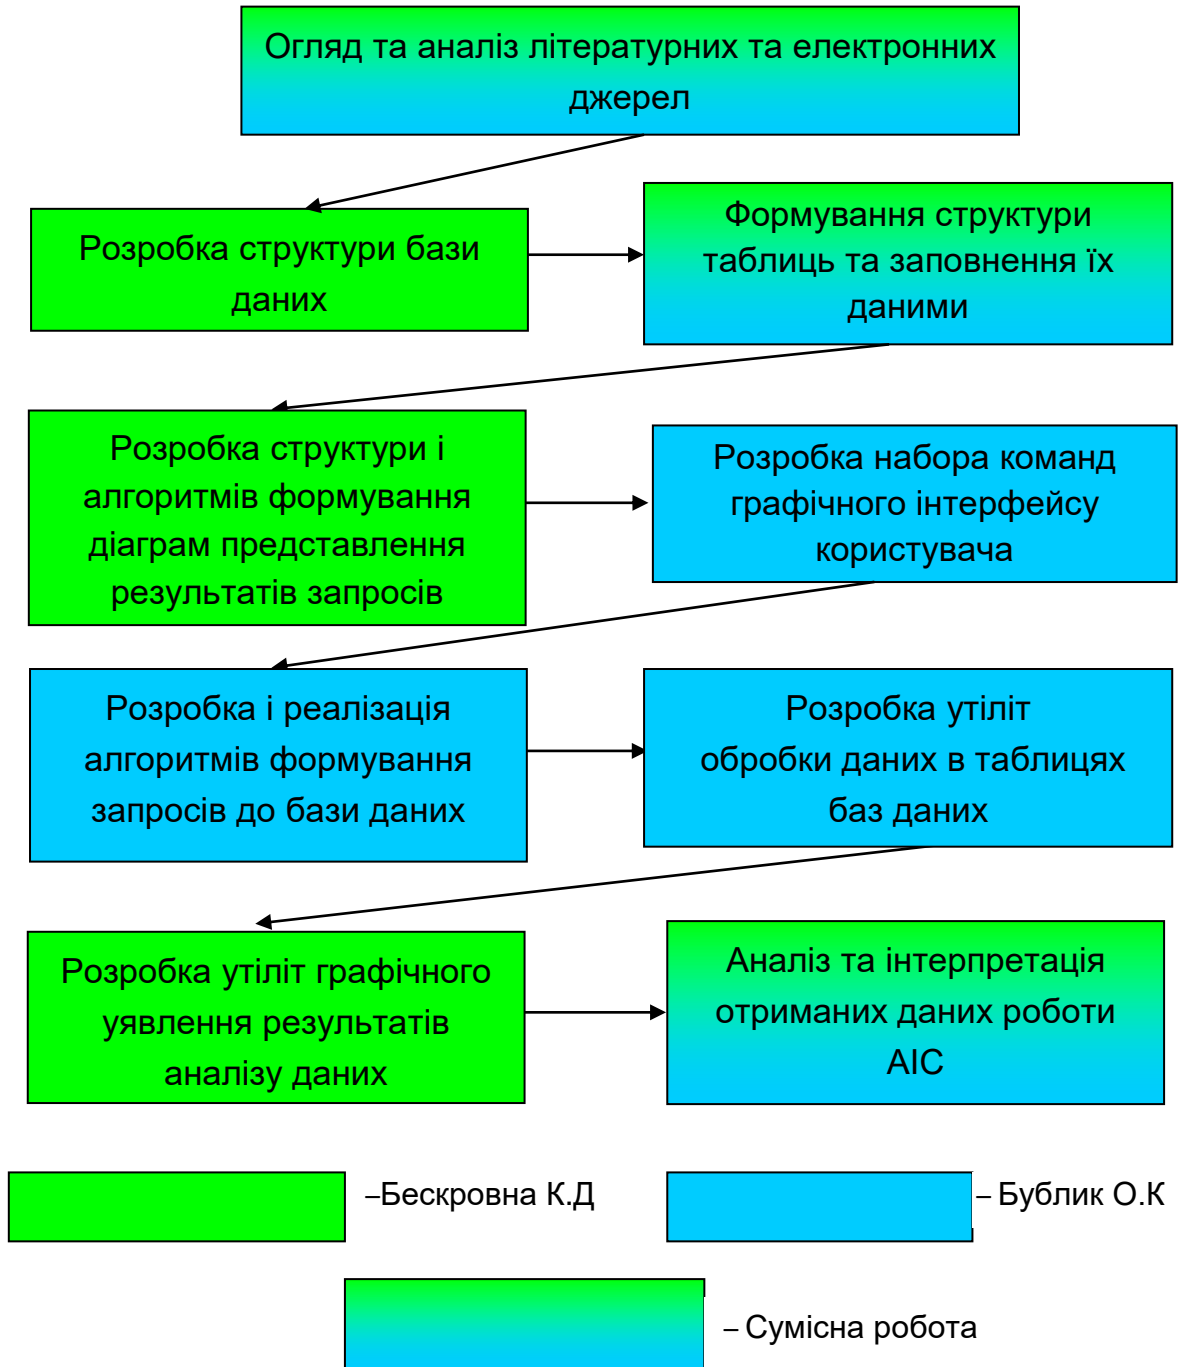 Огляд та аналіз літературних та електронних
джерел
Розробка структури бази
даних
Формування структури
таблиць та заповнення їх
даними
Розробка структури і
алгоритмів формування
діаграм представлення
результатів запросів
Розробка набора команд
графічного інтерфейсу
користувача
Розробка і реалізація
алгоритмів формування
запросів до бази даних
Розробка утіліт
обробки даних в таблицях
баз даних
Розробка утіліт графічного
уявлення результатів
аналізу даних
Аналіз та інтерпретація
отриманих даних роботи
АІС
–Бескровна К.Д
– Бублик О.К
– Сумісна робота